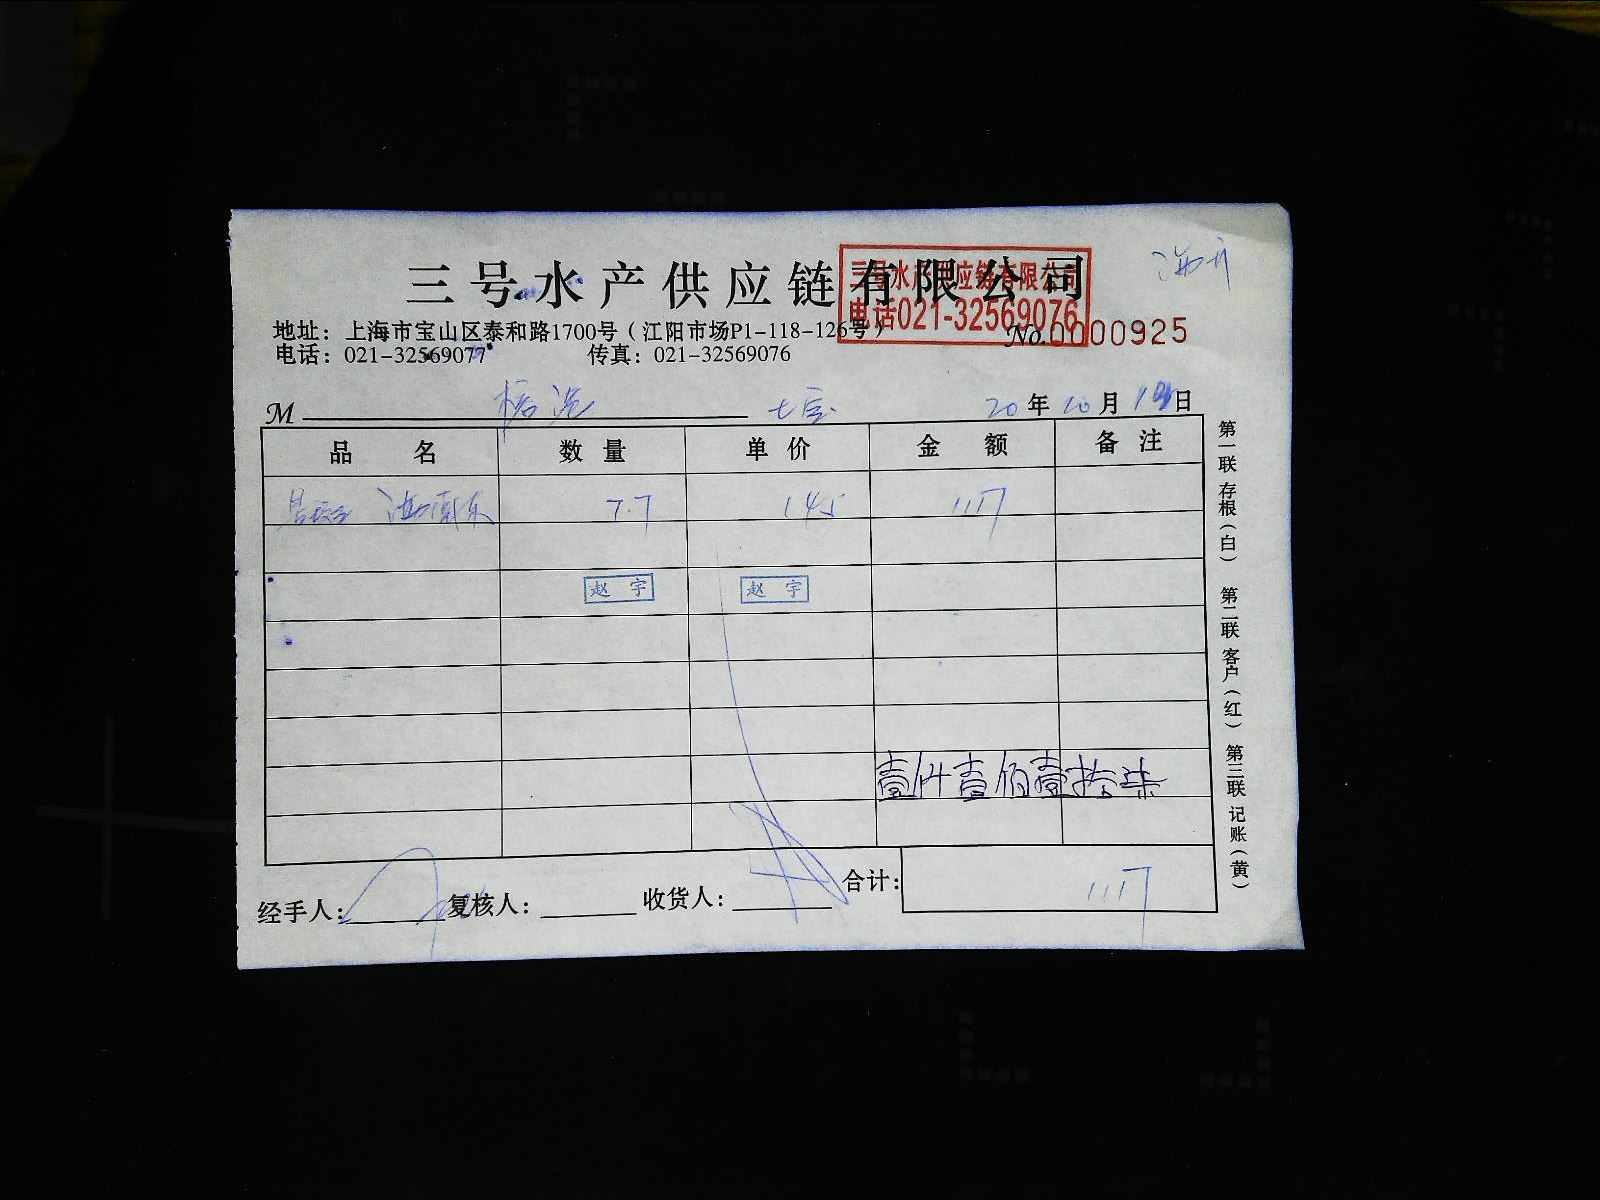 三号水产供应链有限公司
三号水产供应链有限公司
电话021-32569076
地址：上海市宝山区泰和路1700号（江阳市场P1-118-126号）
No.0000925
电话：021-32569077 传真：021-32569076
M 七宝 20年10月 日
品名 数量 单价 金额 备注
7.7 145 1117
赵宇 赵宇
壹仟壹佰壹拾柒
合计：1117
经手人： 复核人： 收货人：
第一联 存根（白） 第二联 客户（红） 第三联 记账（黄）